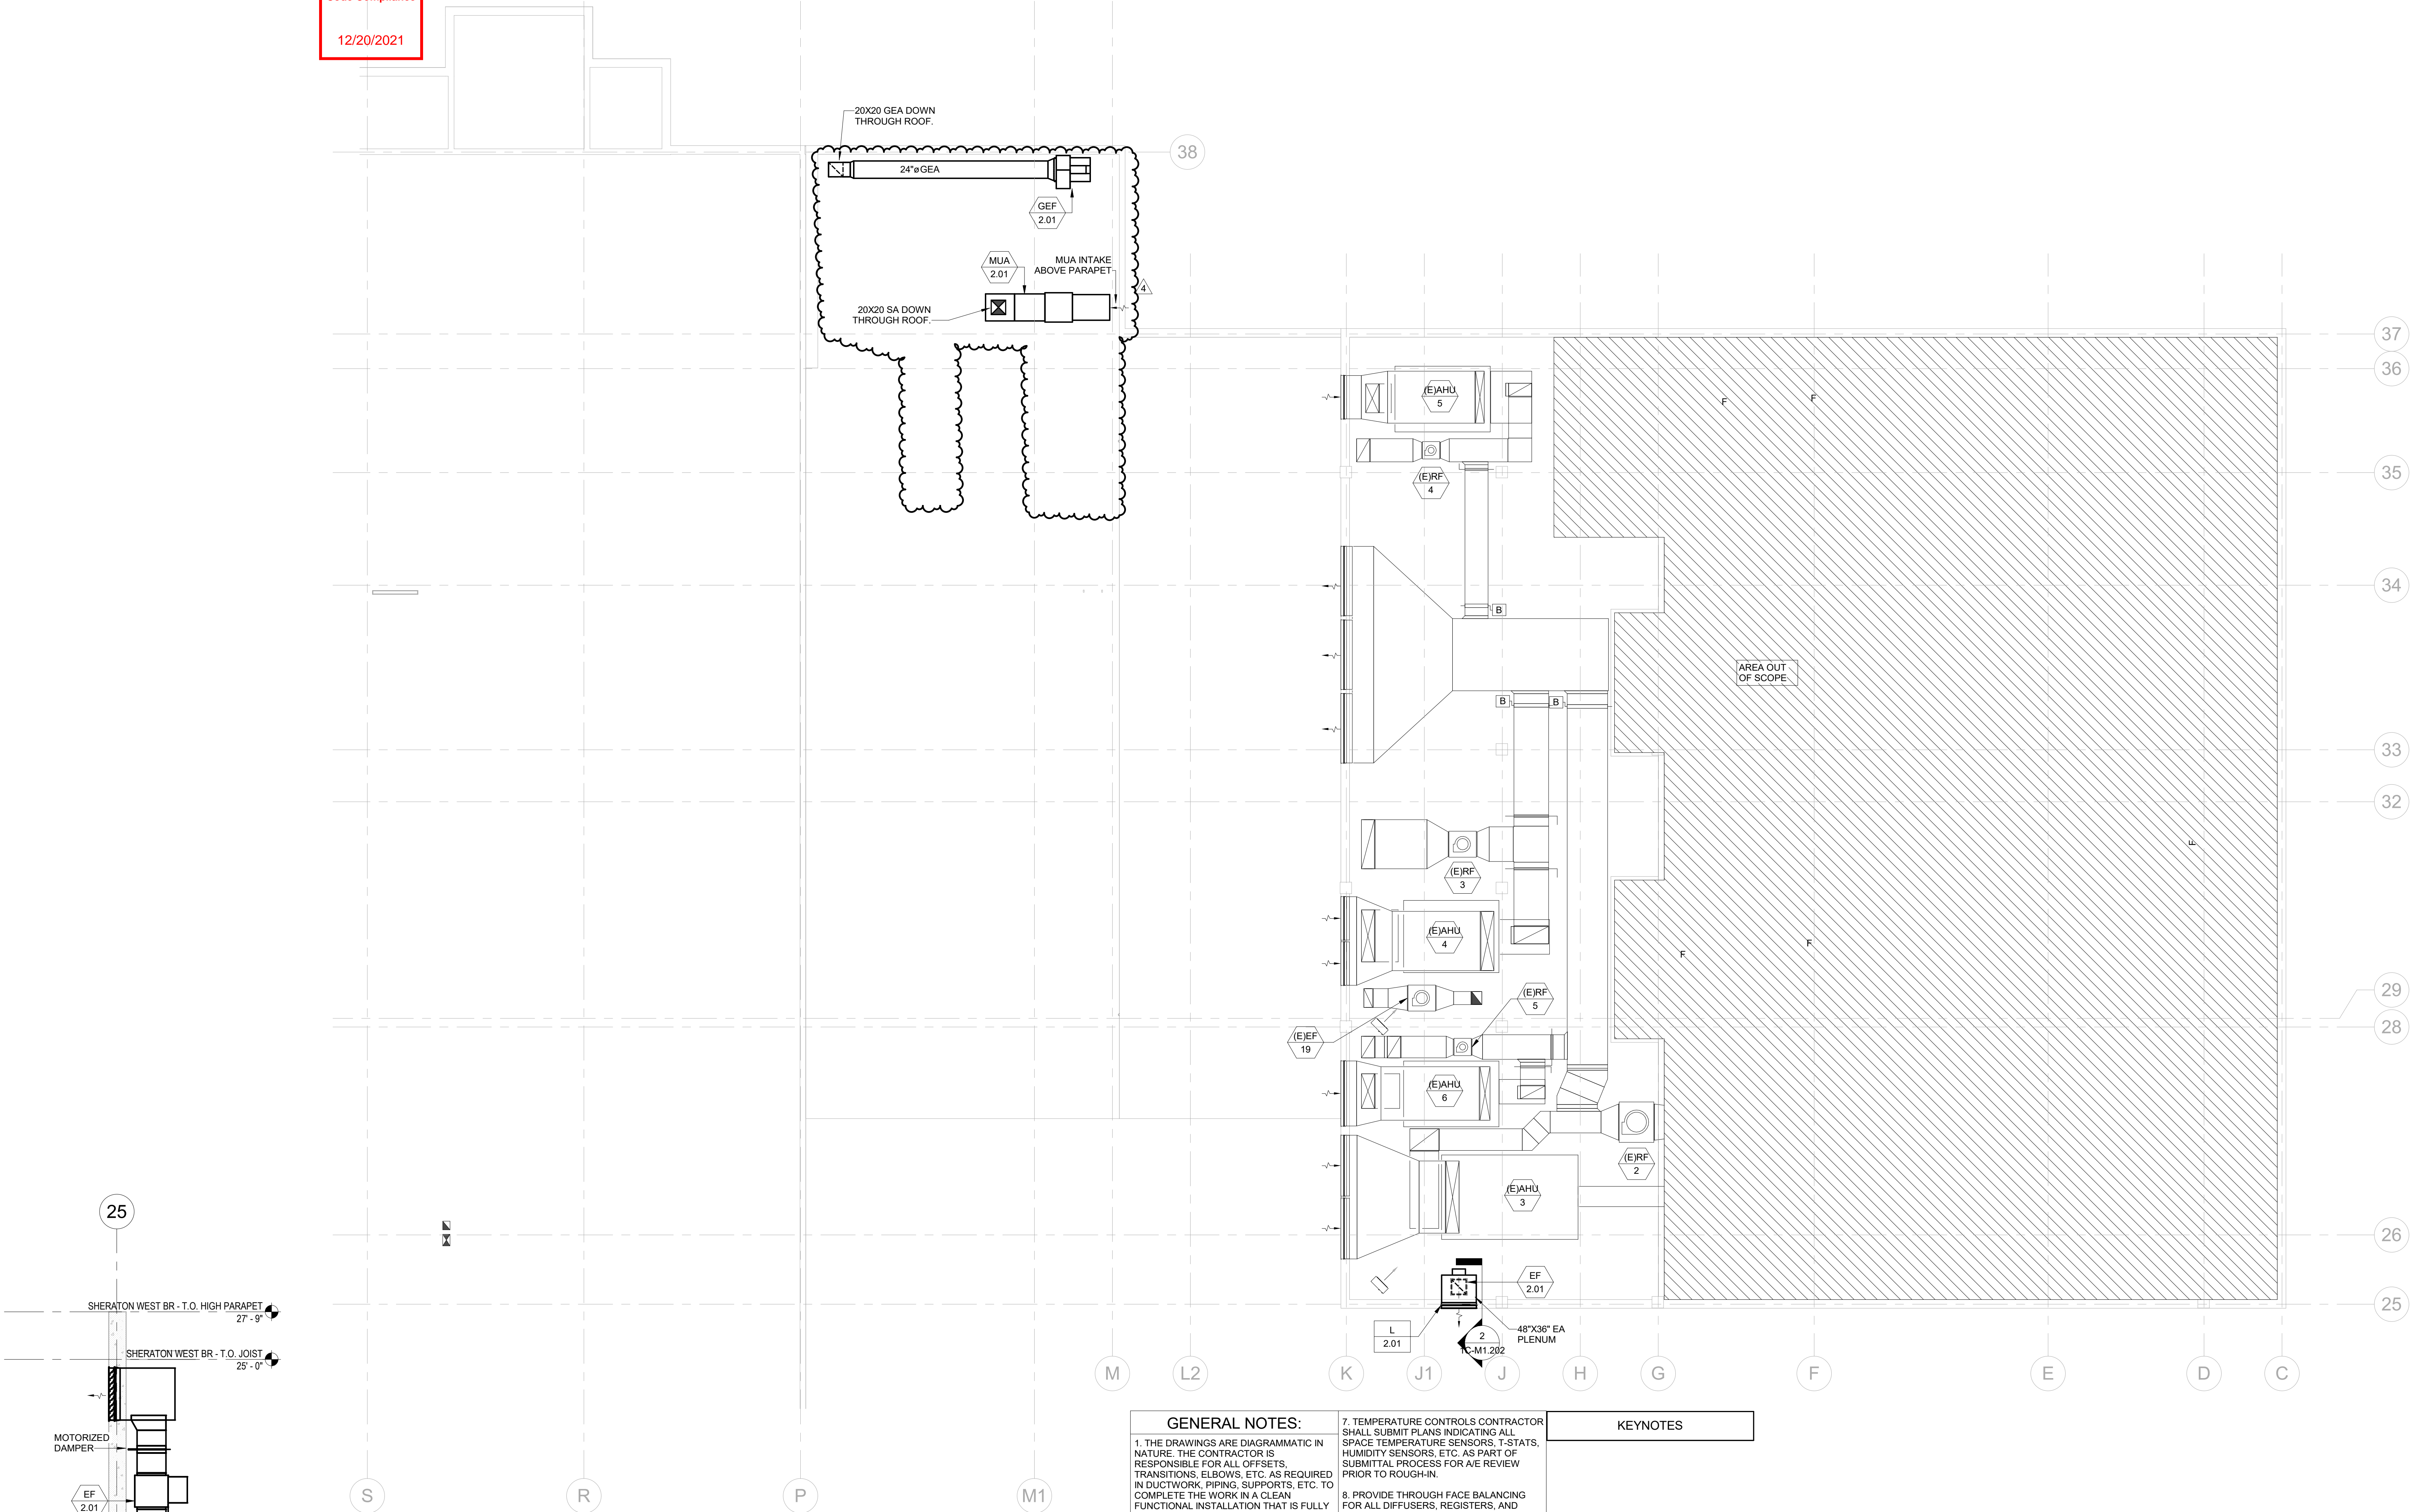 12/20/2021
20X20 GEA DOWN
THROUGH ROOF.
38
24"øGEA
GEF
2.01
MUA
2.01
MUA INTAKE
ABOVE PARAPET
4
20X20 SA DOWN
THROUGH ROOF.
37
36
(E)AHU
5
F
F
35
(E)RF
4
34
B
AREA OUT
OF SCOPE
B
B
33
32
F
(E)RF
3
(E)AHU
4
F
F
(E)RF
5
29
28
(E)EF
19
(E)AHU
6
(E)RF
2
(E)AHU
3
25
26
EF
2.01
SHERATON WEST BR - T.O. HIGH PARAPET
27' - 9"
25
L
2.01
2
1C-M1.202
48"X36" EA
PLENUM
SHERATON WEST BR - T.O. JOIST
25' - 0"
M
L2
K
J1
J
H
G
F
E
D
C
MOTORIZED
DAMPER
EF
2.01
S
R
P
M1
GENERAL NOTES:
1. THE DRAWINGS ARE DIAGRAMMATIC IN
NATURE. THE CONTRACTOR IS
RESPONSIBLE FOR ALL OFFSETS,
TRANSITIONS, ELBOWS, ETC. AS REQUIRED
IN DUCTWORK, PIPING, SUPPORTS, ETC. TO
COMPLETE THE WORK IN A CLEAN
FUNCTIONAL INSTALLATION THAT IS FULLY
7. TEMPERATURE CONTROLS CONTRACTOR
SHALL SUBMIT PLANS INDICATING ALL
SPACE TEMPERATURE SENSORS, T-STATS,
HUMIDITY SENSORS, ETC. AS PART OF
SUBMITTAL PROCESS FOR A/E REVIEW
PRIOR TO ROUGH-IN.
8. PROVIDE THROUGH FACE BALANCING
FOR ALL DIFFUSERS, REGISTERS, AND
KEYNOTES